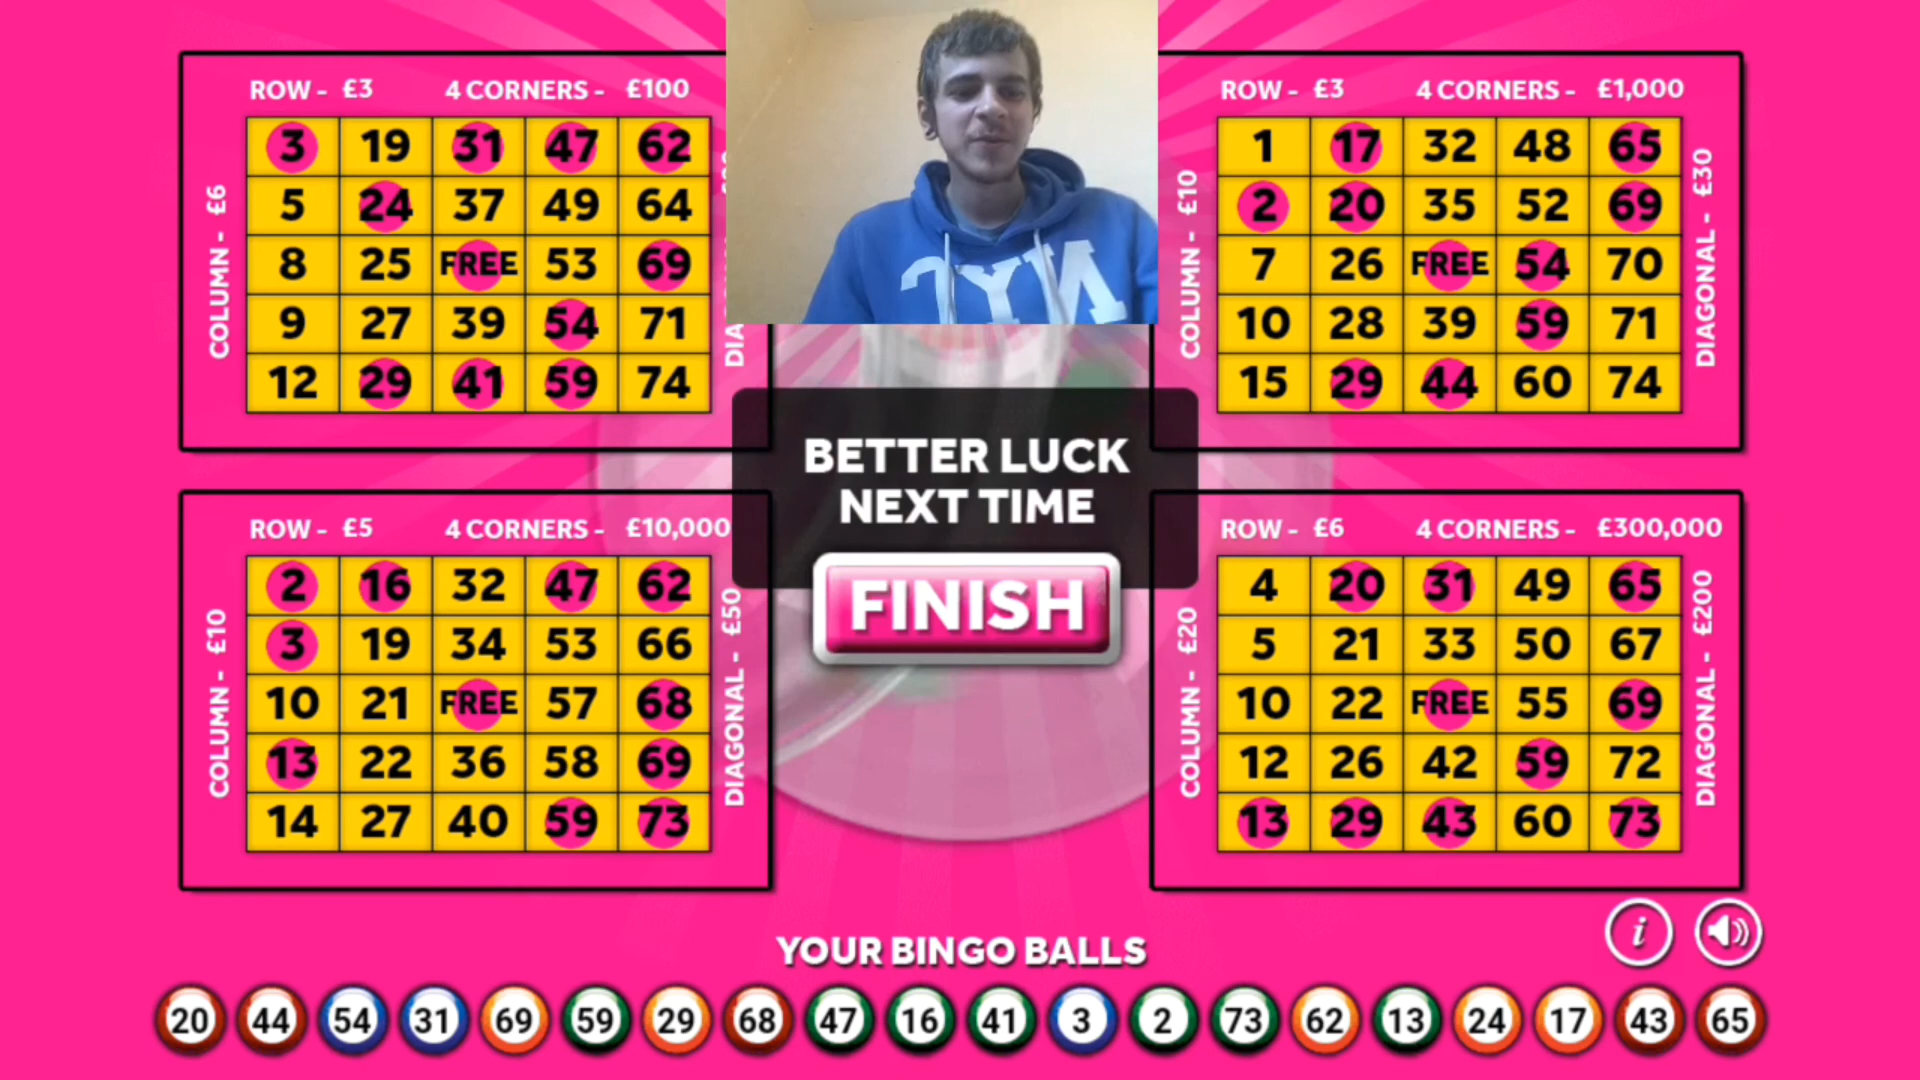 ROW - £3 4 CORNERS - £100
COLUMN - £6
3 19 31 47 62
5 24 37 49 64
8 25 FREE 53 69
9 27 39 54 71
12 29 41 59 74
ROW - £3 4 CORNERS - £1,000
COLUMN - £10
1 17 32 48 65
2 20 35 52 69
7 26 FREE 54 70
10 28 39 59 71
15 29 44 60 74
DIAGONAL - £30
BETTER LUCK
NEXT TIME
FINISH
ROW - £5 4 CORNERS - £10,000
COLUMN - £10
2 16 32 47 62
3 19 34 53 66
10 21 FREE 57 68
13 22 36 58 69
14 27 40 59 73
DIAGONAL - £50
ROW - £6 4 CORNERS - £300,000
COLUMN - £20
4 20 31 49 65
5 21 33 50 67
10 22 FREE 55 69
12 26 42 59 72
13 29 43 60 73
DIAGONAL - £200
YOUR BINGO BALLS
20 44 54 31 69 59 29 68 47 16 41 3 2 73 62 13 24 17 43 65